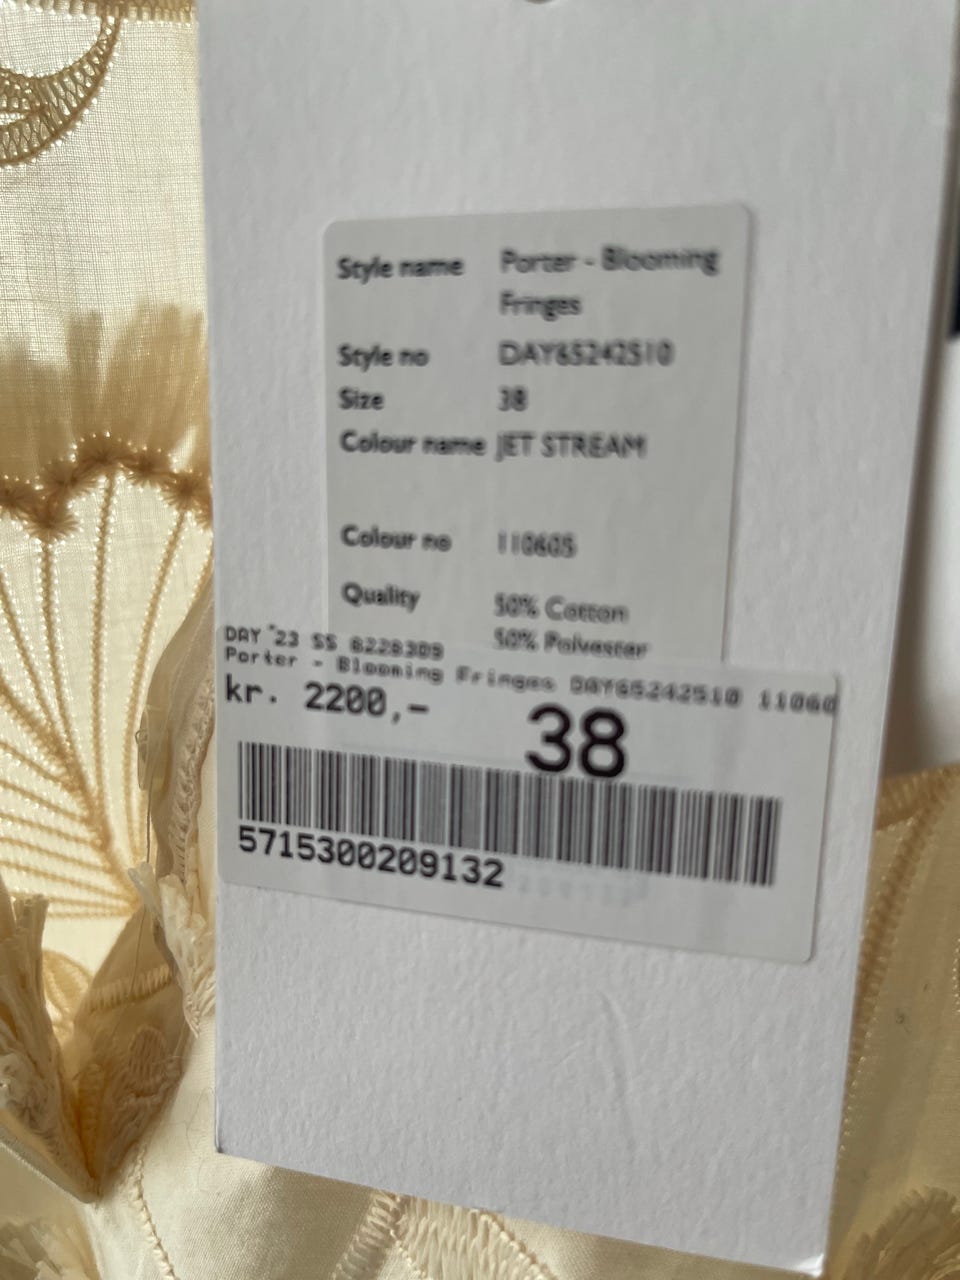 Style name Porter - Blooming
Fringes
Style no DAY65242510
Size 38
Colour name JET STREAM
Colour no 110605
Quality 50% Cotton
50% Polyester
DAY '23 SS 8228309
Porter - Blooming Fringes DAY65242510 11060
kr. 2200,- 38
5715300209132